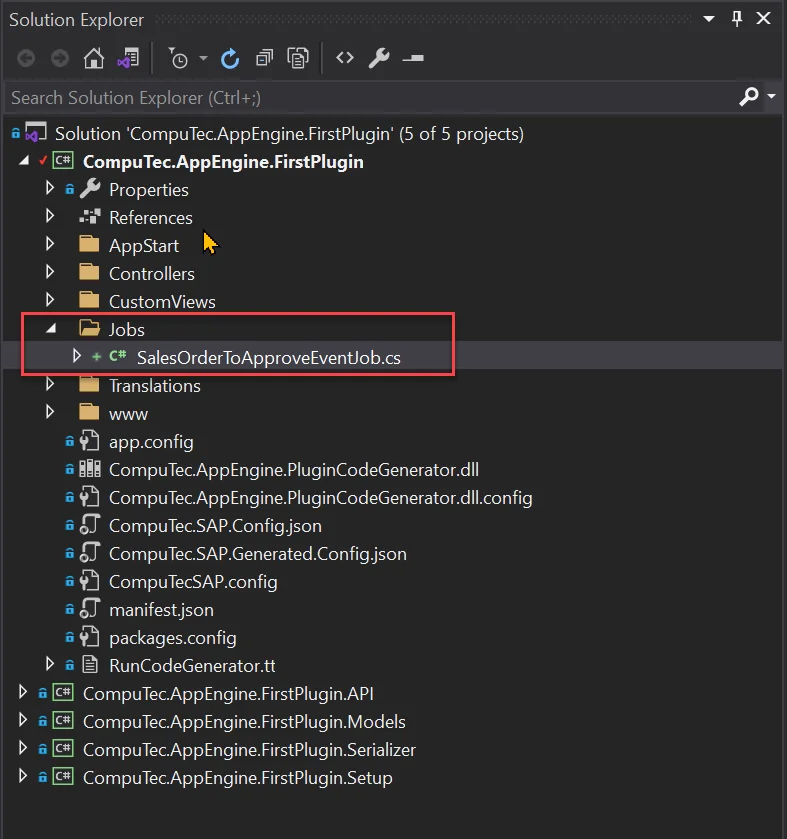 Solution Explorer
Search Solution Explorer (Ctrl+;)
Solution 'CompuTec.AppEngine.FirstPlugin' (5 of 5 projects)
C# CompuTec.AppEngine.FirstPlugin
Properties
References
AppStart
Controllers
CustomViews
Jobs
C# SalesOrderToApproveEventJob.cs
Translations
www
app.config
CompuTec.AppEngine.PluginCodeGenerator.dll
CompuTec.AppEngine.PluginCodeGenerator.dll.config
CompuTec.SAP.Config.json
CompuTec.SAP.Generated.Config.json
CompuTecSAP.config
manifest.json
packages.config
RunCodeGenerator.tt
C# CompuTec.AppEngine.FirstPlugin.API
C# CompuTec.AppEngine.FirstPlugin.Models
C# CompuTec.AppEngine.FirstPlugin.Serializer
C# CompuTec.AppEngine.FirstPlugin.Setup